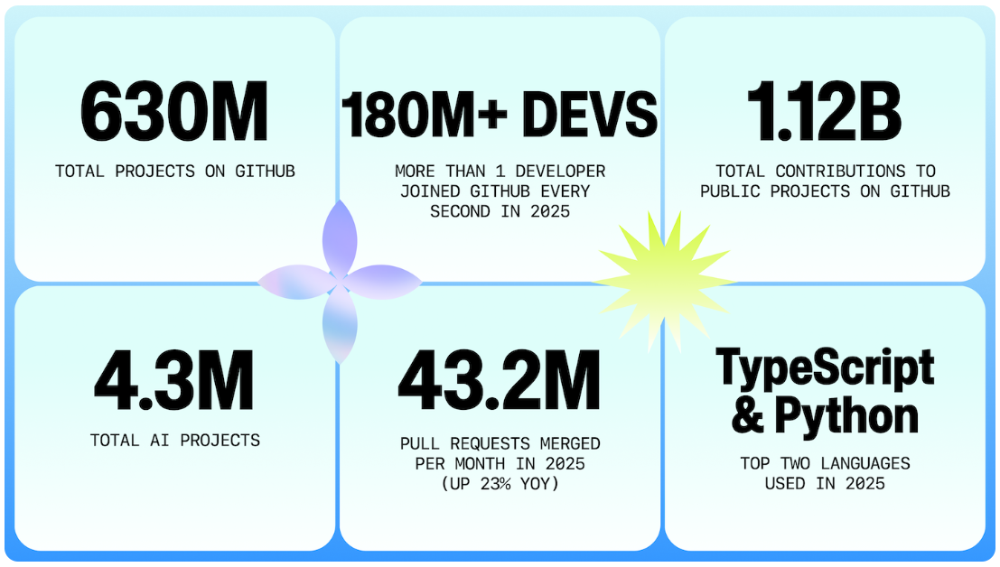 630M
TOTAL PROJECTS ON GITHUB
180M+ DEVS
MORE THAN 1 DEVELOPER
JOINED GITHUB EVERY
SECOND IN 2025
1.12B
TOTAL CONTRIBUTIONS TO
PUBLIC PROJECTS ON GITHUB
4.3M
TOTAL AI PROJECTS
43.2M
PULL REQUESTS MERGED
PER MONTH IN 2025
(UP 23% YOY)
TypeScript
& Python
TOP TWO LANGUAGES
USED IN 2025